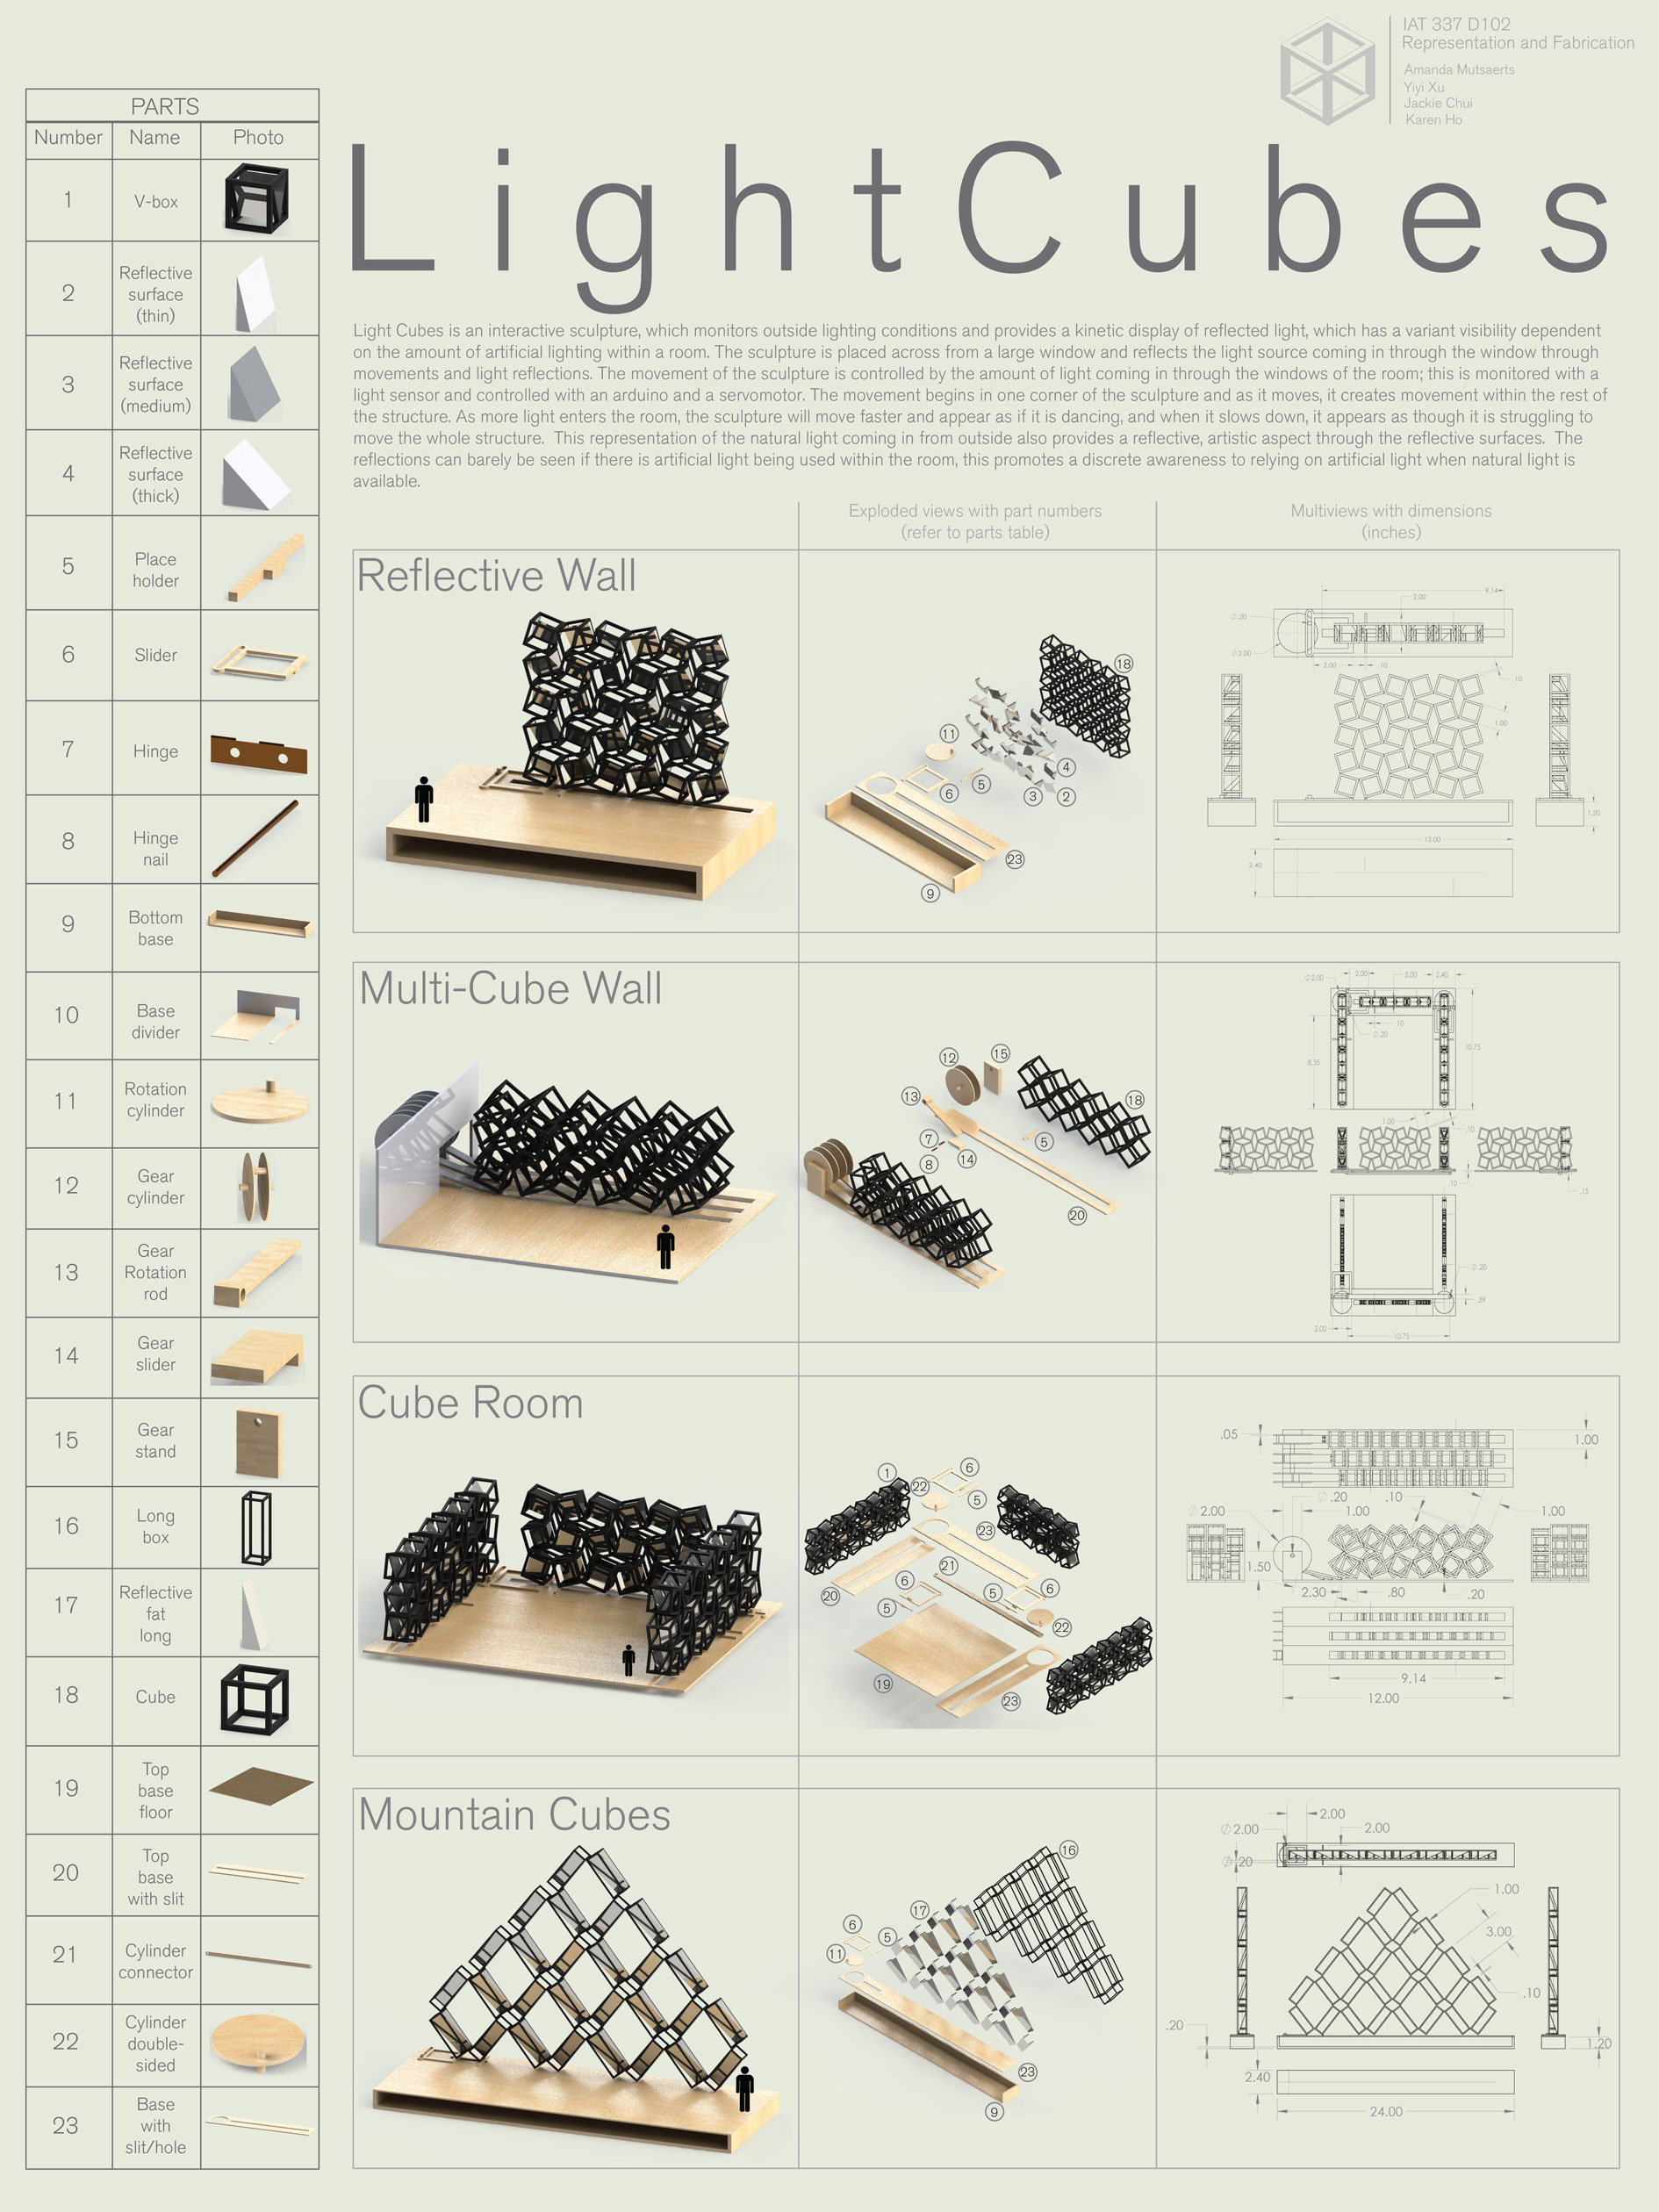 IAT 337 D102
Representation and Fabrication
Amanda Mutsaerts
Yiyi Xu
Jackie Chui
Karen Ho
PARTS
Number Name Photo
1 V-box
2 Reflective
surface
(thin)
3 Reflective
surface
(medium)
4 Reflective
surface
(thick)
5 Place
holder
6 Slider
7 Hinge
8 Hinge
nail
9 Bottom
base
10 Base
divider
11 Rotation
cylinder
12 Gear
cylinder
13 Gear
Rotation
rod
14 Gear
slider
15 Gear
stand
16 Long
box
17 Reflective
fat
long
18 Cube
19 Top
base
floor
20 Top
base
with slit
21 Cylinder
connector
22 Cylinder
double-
sided
23 Base
with
slit/hole
LightCubes
Light Cubes is an interactive sculpture, which monitors outside lighting conditions and provides a kinetic display of reflected light, which has a variant visibility dependent
on the amount of artificial lighting within a room. The sculpture is placed across from a large window and reflects the light source coming in through the window through
movements and light reflections. The movement of the sculpture is controlled by the amount of light coming in through the windows of the room; this is monitored with a
light sensor and controlled with an arduino and a servomotor. The movement begins in one corner of the sculpture and as it moves, it creates movement within the rest of
the structure. As more light enters the room, the sculpture will move faster and appear as if it is dancing, and when it slows down, it appears as though it is struggling to
move the whole structure. This representation of the natural light coming in from outside also provides a reflective, artistic aspect through the reflective surfaces. The
reflections can barely be seen if there is artificial light being used within the room, this promotes a discrete awareness to relying on artificial light when natural light is
available.
Exploded views with part numbers
(refer to parts table)
Multiviews with dimensions
(inches)
Reflective Wall
18
11
4
5
6
3
2
23
9
9.14
2.00
Ø.20
Ø2.00
2.00
.10
.10
1.00
1.20
12.00
2.40
Multi-Cube Wall
12
15
13
18
7
5
8
14
20
Ø2.00
2.00
2.00
2.40
.10
Ø.20
8.35
10.75
1.00
.10
.10
.15
Ø.20
.39
2.00
10.75
Cube Room
1
6
22
5
23
21
20
6
5
5
6
22
19
23
.05
1.00
Ø2.00
Ø.20
.10
1.00
1.00
1.50
2.30
.80
.20
9.14
12.00
Mountain Cubes
16
17
6
5
11
23
9
2.00
Ø2.00
2.00
Ø.20
1.00
3.00
.10
.20
1.20
2.40
24.00